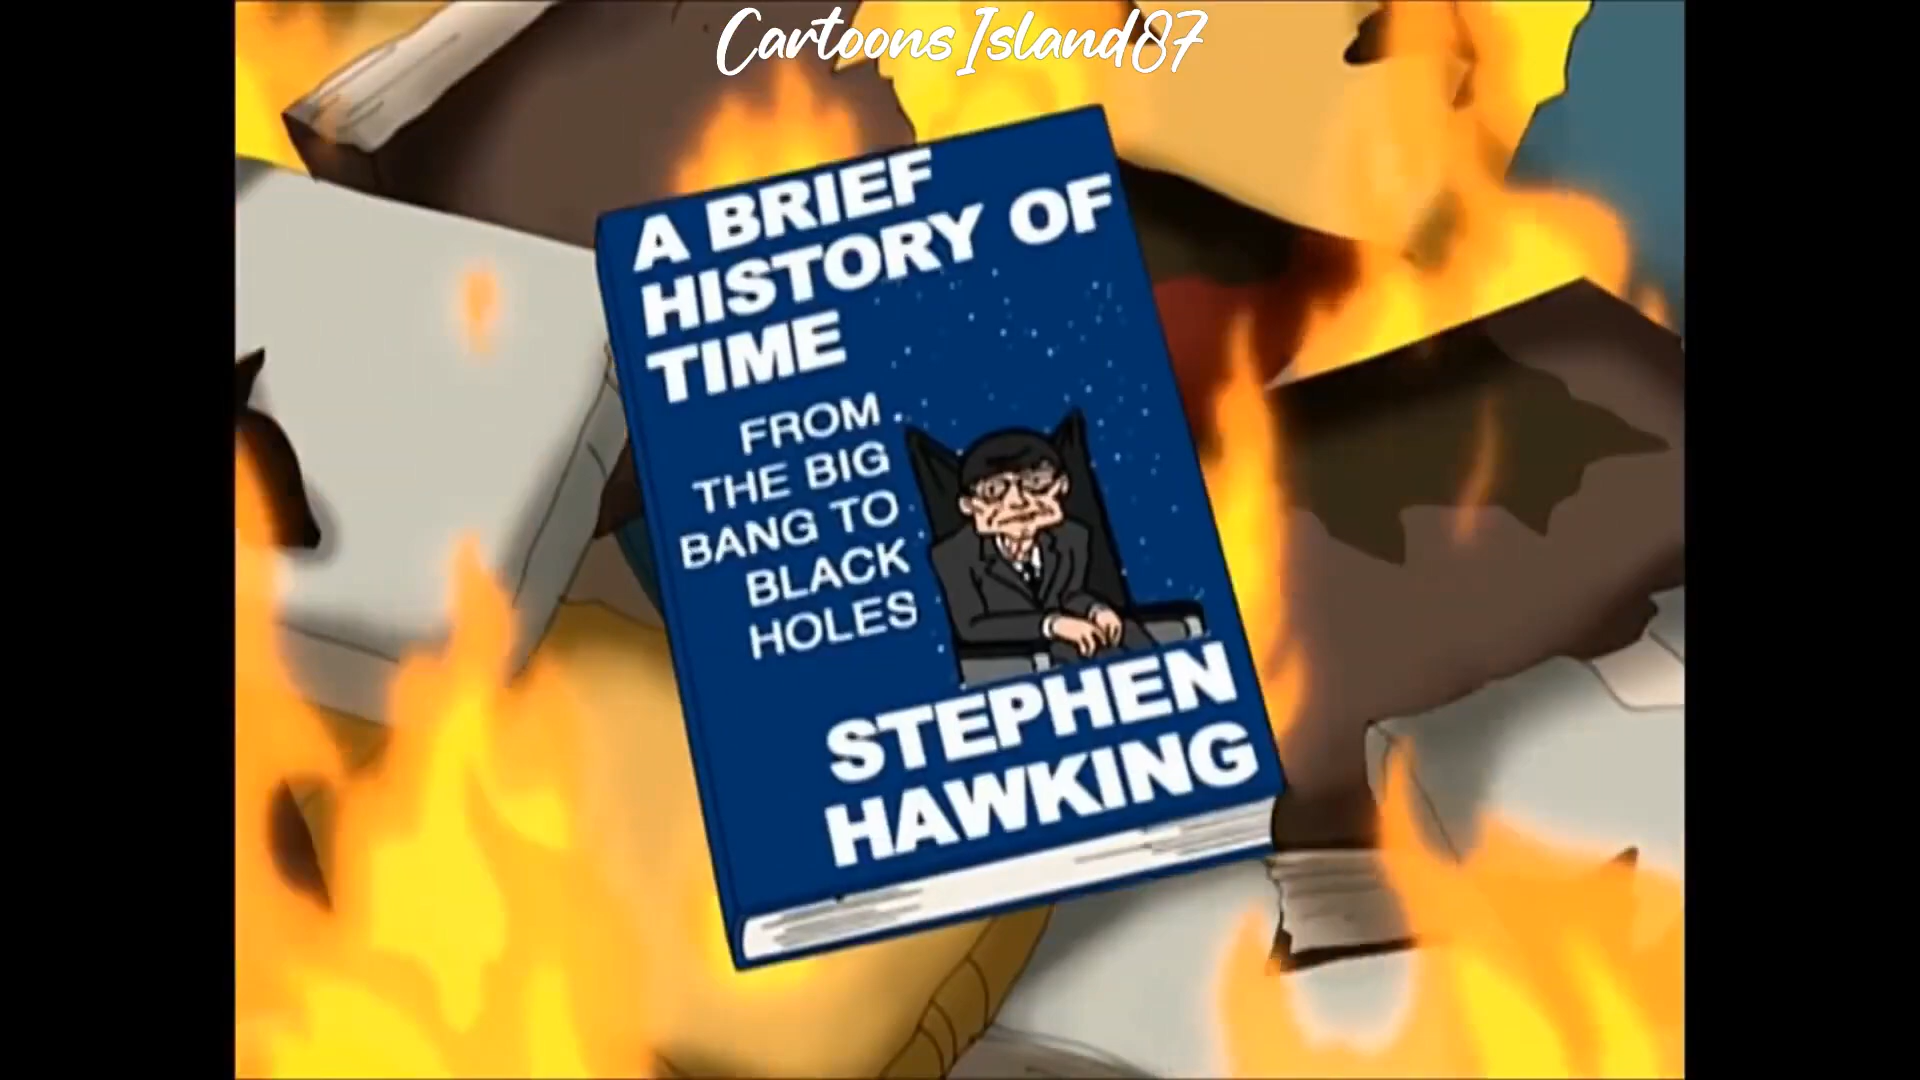 Cartoons Island87
A BRIEF
HISTORY OF
TIME
FROM
THE BIG
BANG TO
BLACK
HOLES
STEPHEN
HAWKING